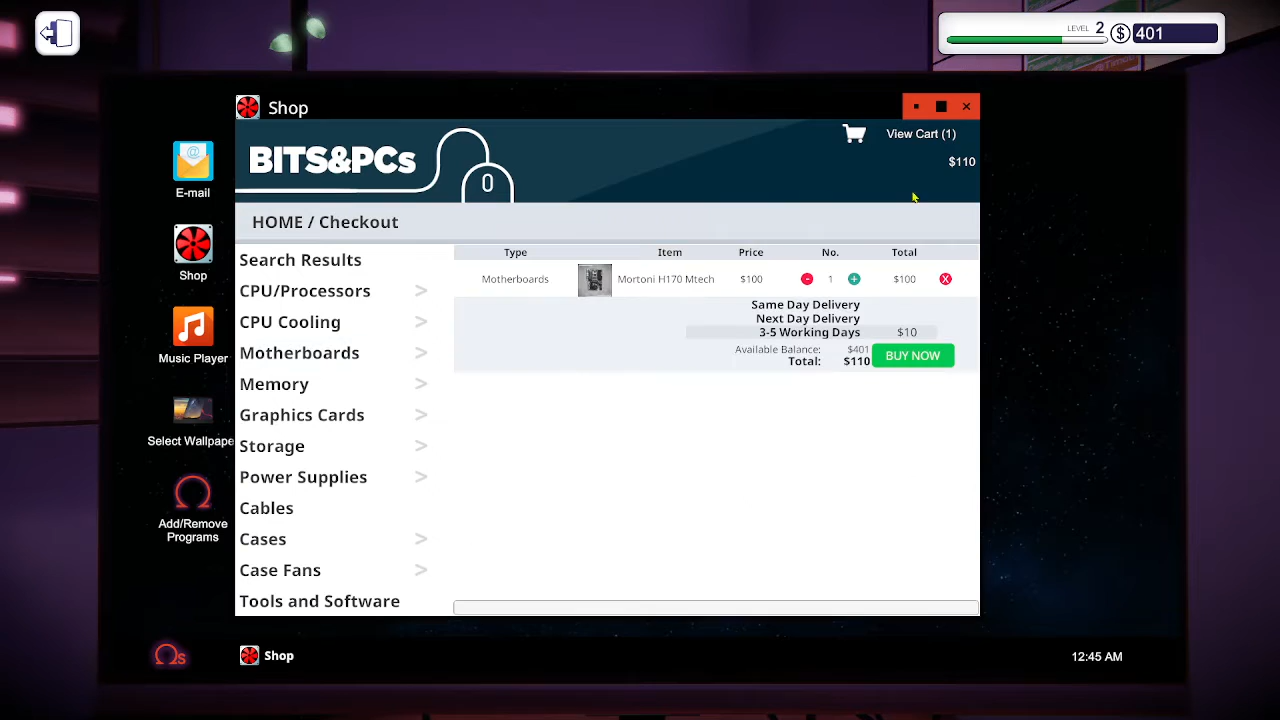 LEVEL 2
$ 401
Shop
BITS&PCs
View Cart (1)
$110
HOME / Checkout
E-mail
Shop
Music Player
Select Wallpape
Add/Remove
Programs
Search Results
CPU/Processors >
CPU Cooling >
Motherboards >
Memory >
Graphics Cards >
Storage >
Power Supplies >
Cables
Cases >
Case Fans >
Tools and Software
Type Item Price No. Total
Motherboards Mortoni H170 Mtech $100 - 1 + $100 X
Same Day Delivery
Next Day Delivery
3-5 Working Days $10
Available Balance: $401
Total: $110
BUY NOW
Ωs
Shop
12:45 AM